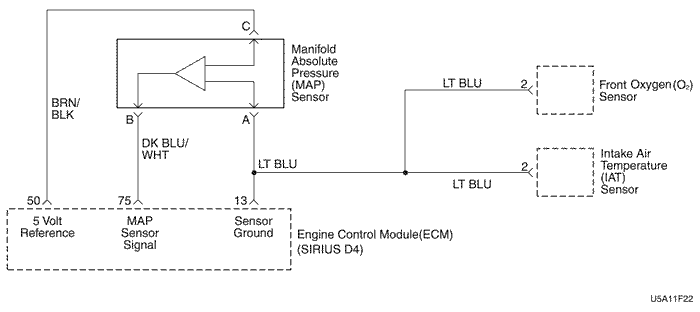 C
Manifold
Absolute
Pressure
(MAP)
Sensor
BRN/
BLK
B
A
DK BLU/
WHT
LT BLU
LT BLU
2
Front Oxygen(O₂)
Sensor
LT BLU
2
Intake Air
Temperature
(IAT)
Sensor
50
75
13
5 Volt
Reference
MAP
Sensor
Signal
Sensor
Ground
Engine Control Module(ECM)
(SIRIUS D4)
U5A11F22